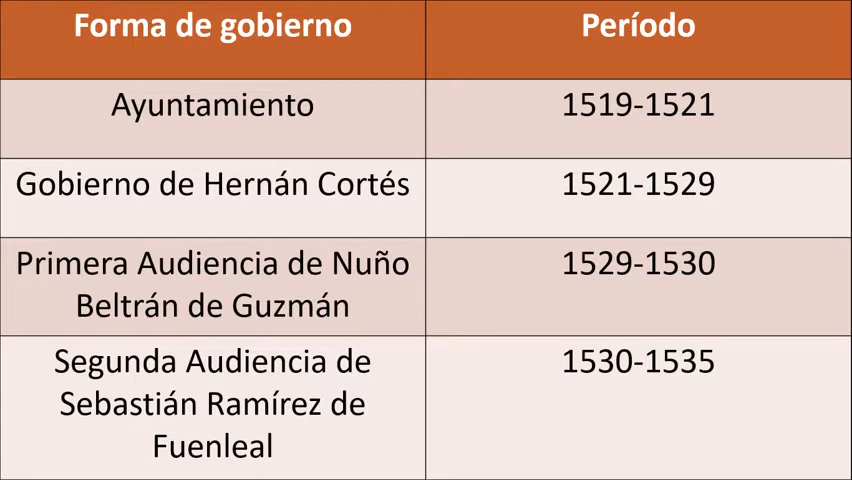 Forma de gobierno
Período
Ayuntamiento
1519-1521
Gobierno de Hernán Cortés
1521-1529
Primera Audiencia de Nuño
Beltrán de Guzmán
1529-1530
Segunda Audiencia de
Sebastián Ramírez de
Fuenleal
1530-1535